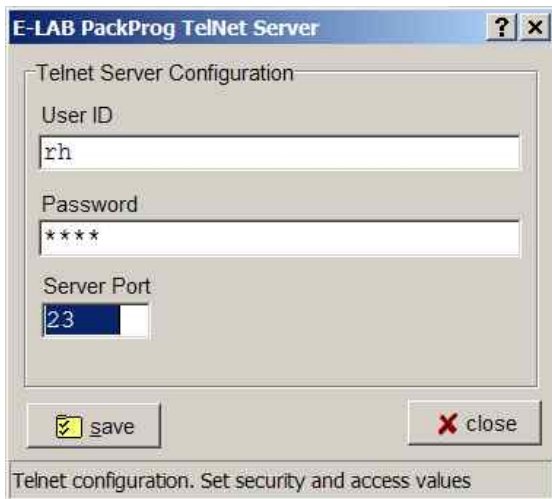 E-LAB PackProg TelNet Server
Telnet Server Configuration
User ID
rh
Password
****
Server Port
23
save
close
Telnet configuration. Set security and access values